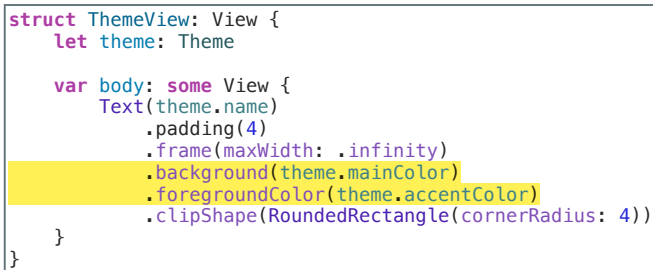 struct ThemeView: View {
    let theme: Theme

    var body: some View {
        Text(theme.name)
            .padding(4)
            .frame(maxWidth: .infinity)
            .background(theme.mainColor)
            .foregroundColor(theme.accentColor)
            .clipShape(RoundedRectangle(cornerRadius: 4))
    }
}